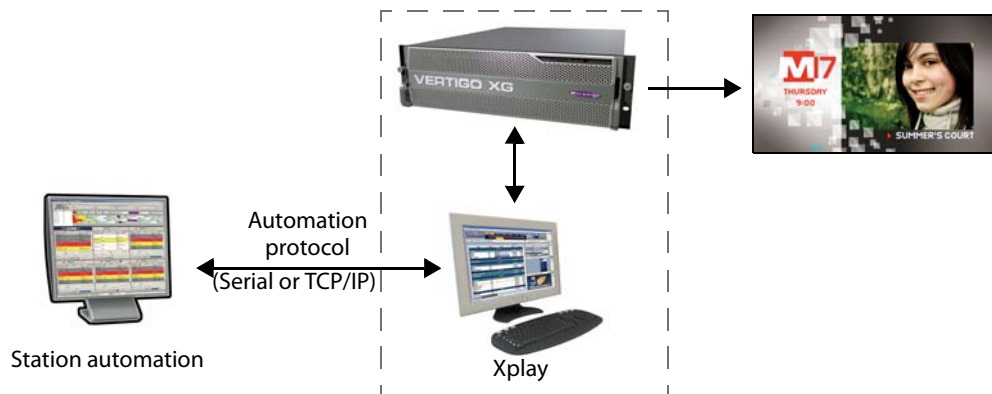 VERTIGO XG
M7
THURSDAY
9:00
SUMMER'S COURT
Automation
protocol
(Serial or TCP/IP)
Station automation
Xplay